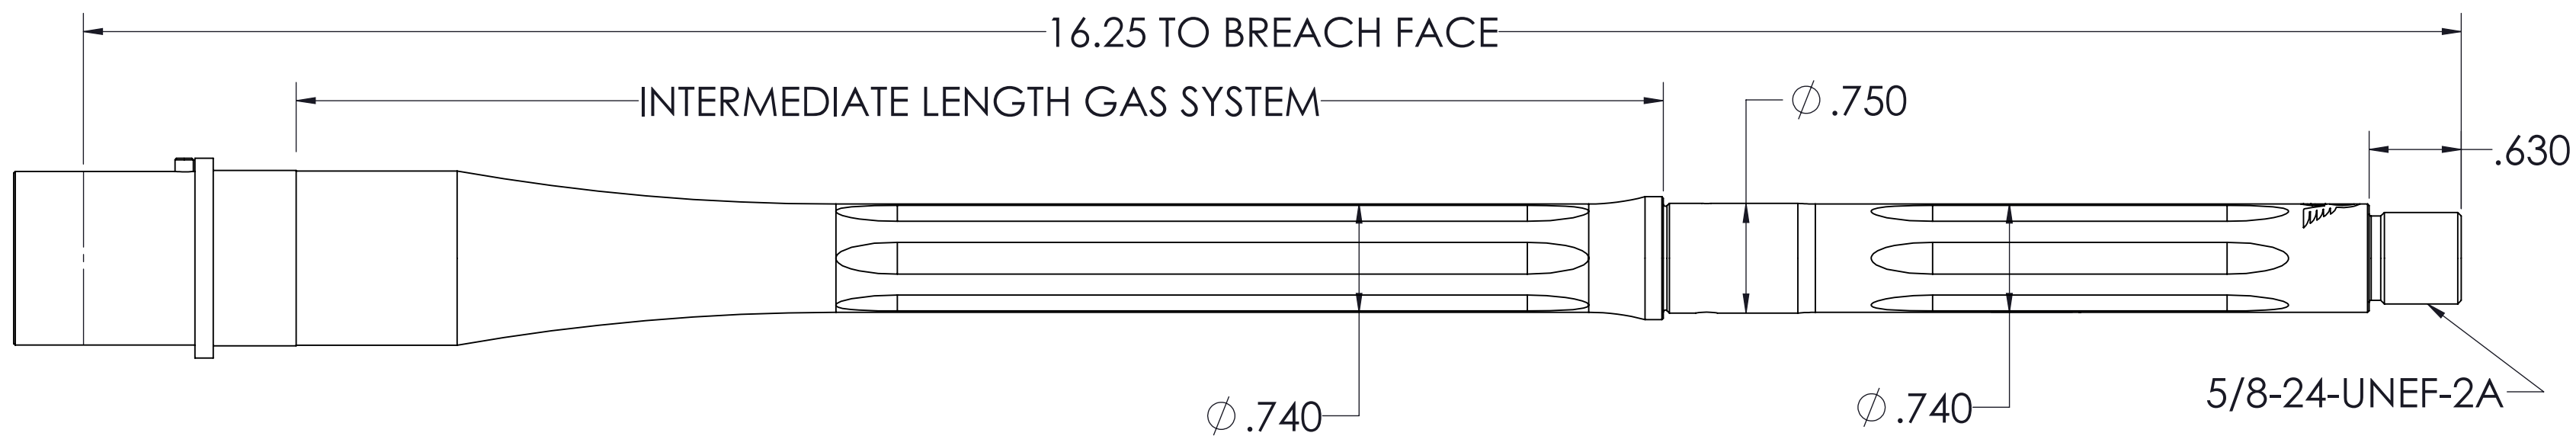 16.25 TO BREACH FACE
INTERMEDIATE LENGTH GAS SYSTEM
⌀ .750
.630
⌀ .740
⌀ .740
5/8-24-UNEF-2A